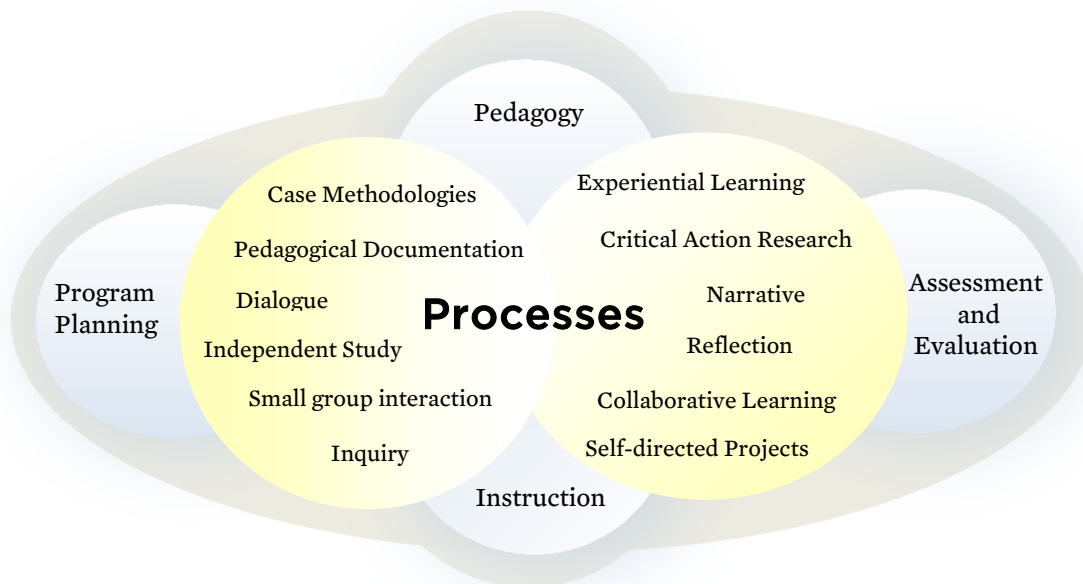 Pedagogy
Case Methodologies
Pedagogical Documentation
Dialogue
Independent Study
Small group interaction
Inquiry
Processes
Experiential Learning
Critical Action Research
Narrative
Reflection
Collaborative Learning
Self-directed Projects
Program
Planning
Assessment
and
Evaluation
Instruction